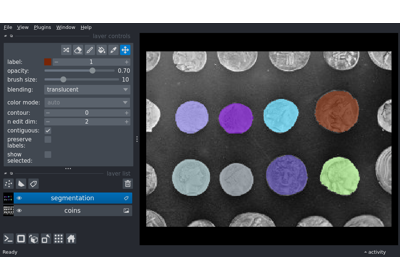 File View Plugins Window Help
layer controls
label: 1
opacity: 0.70
brush size: 10
blending: translucent
color mode: auto
contour: 0
n edit dim: 2
contiguous:
preserve
labels:
show
selected:
layer list
segmentation
coins
Ready
activity